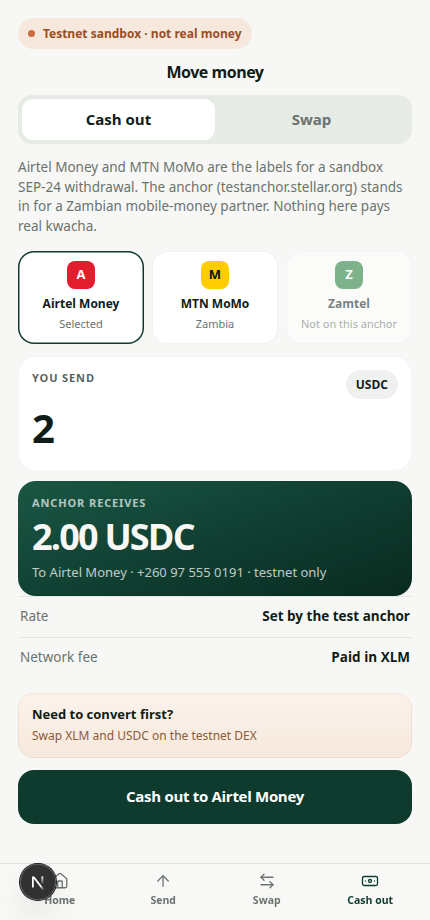 Testnet sandbox · not real money
Move money
Cash out
Swap
Airtel Money and MTN MoMo are the labels for a sandbox
SEP-24 withdrawal. The anchor (testanchor.stellar.org) stands
in for a Zambian mobile-money partner. Nothing here pays
real kwacha.
A
Airtel Money
Selected
M
MTN MoMo
Zambia
Z
Zamtel
Not on this anchor
YOU SEND
USDC
2
ANCHOR RECEIVES
2.00 USDC
To Airtel Money · +260 97 555 0191 · testnet only
Rate
Set by the test anchor
Network fee
Paid in XLM
Need to convert first?
Swap XLM and USDC on the testnet DEX
Cash out to Airtel Money
N
Home
Send
Swap
Cash out